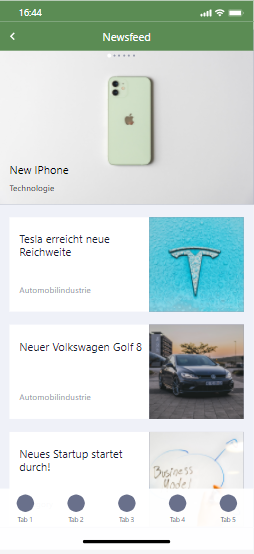 16:44
Newsfeed
New IPhone
Technologie
Tesla erreicht neue
Reichweite
Automobilindustrie
Neuer Volkswagen Golf 8
Automobilindustrie
Neues Startup startet
durch!
Business
Model
Tab 1
Tab 2
Tab 3
Tab 4
Tab 5